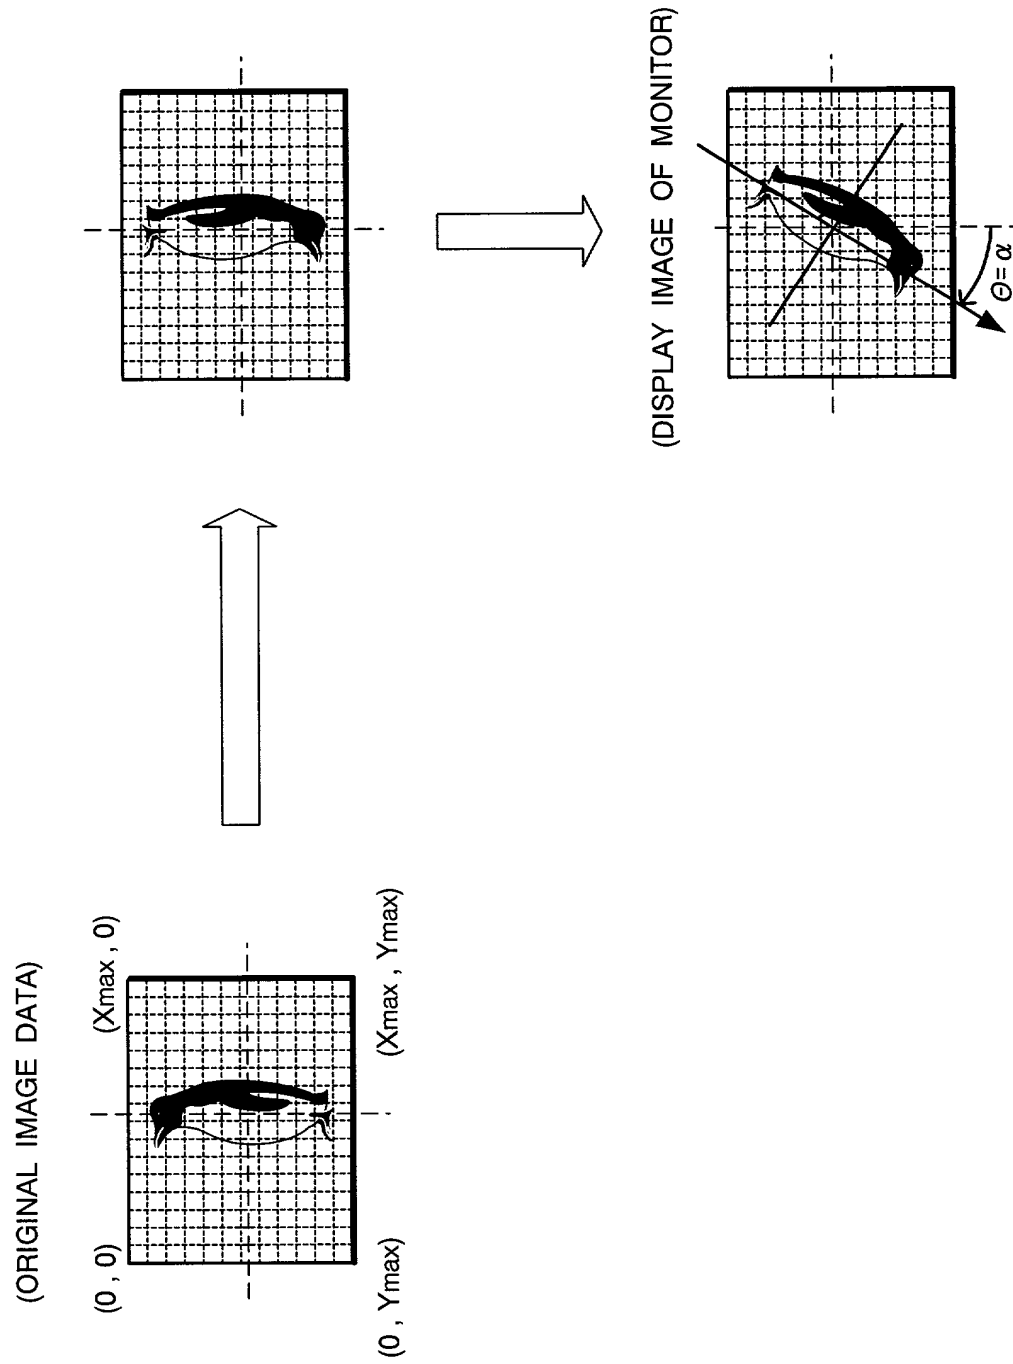 (ORIGINAL IMAGE DATA)
(0 , 0)
(Xmax , 0)
(0 , Ymax)
(Xmax , Ymax)
(DISPLAY IMAGE OF MONITOR)
Θ=α